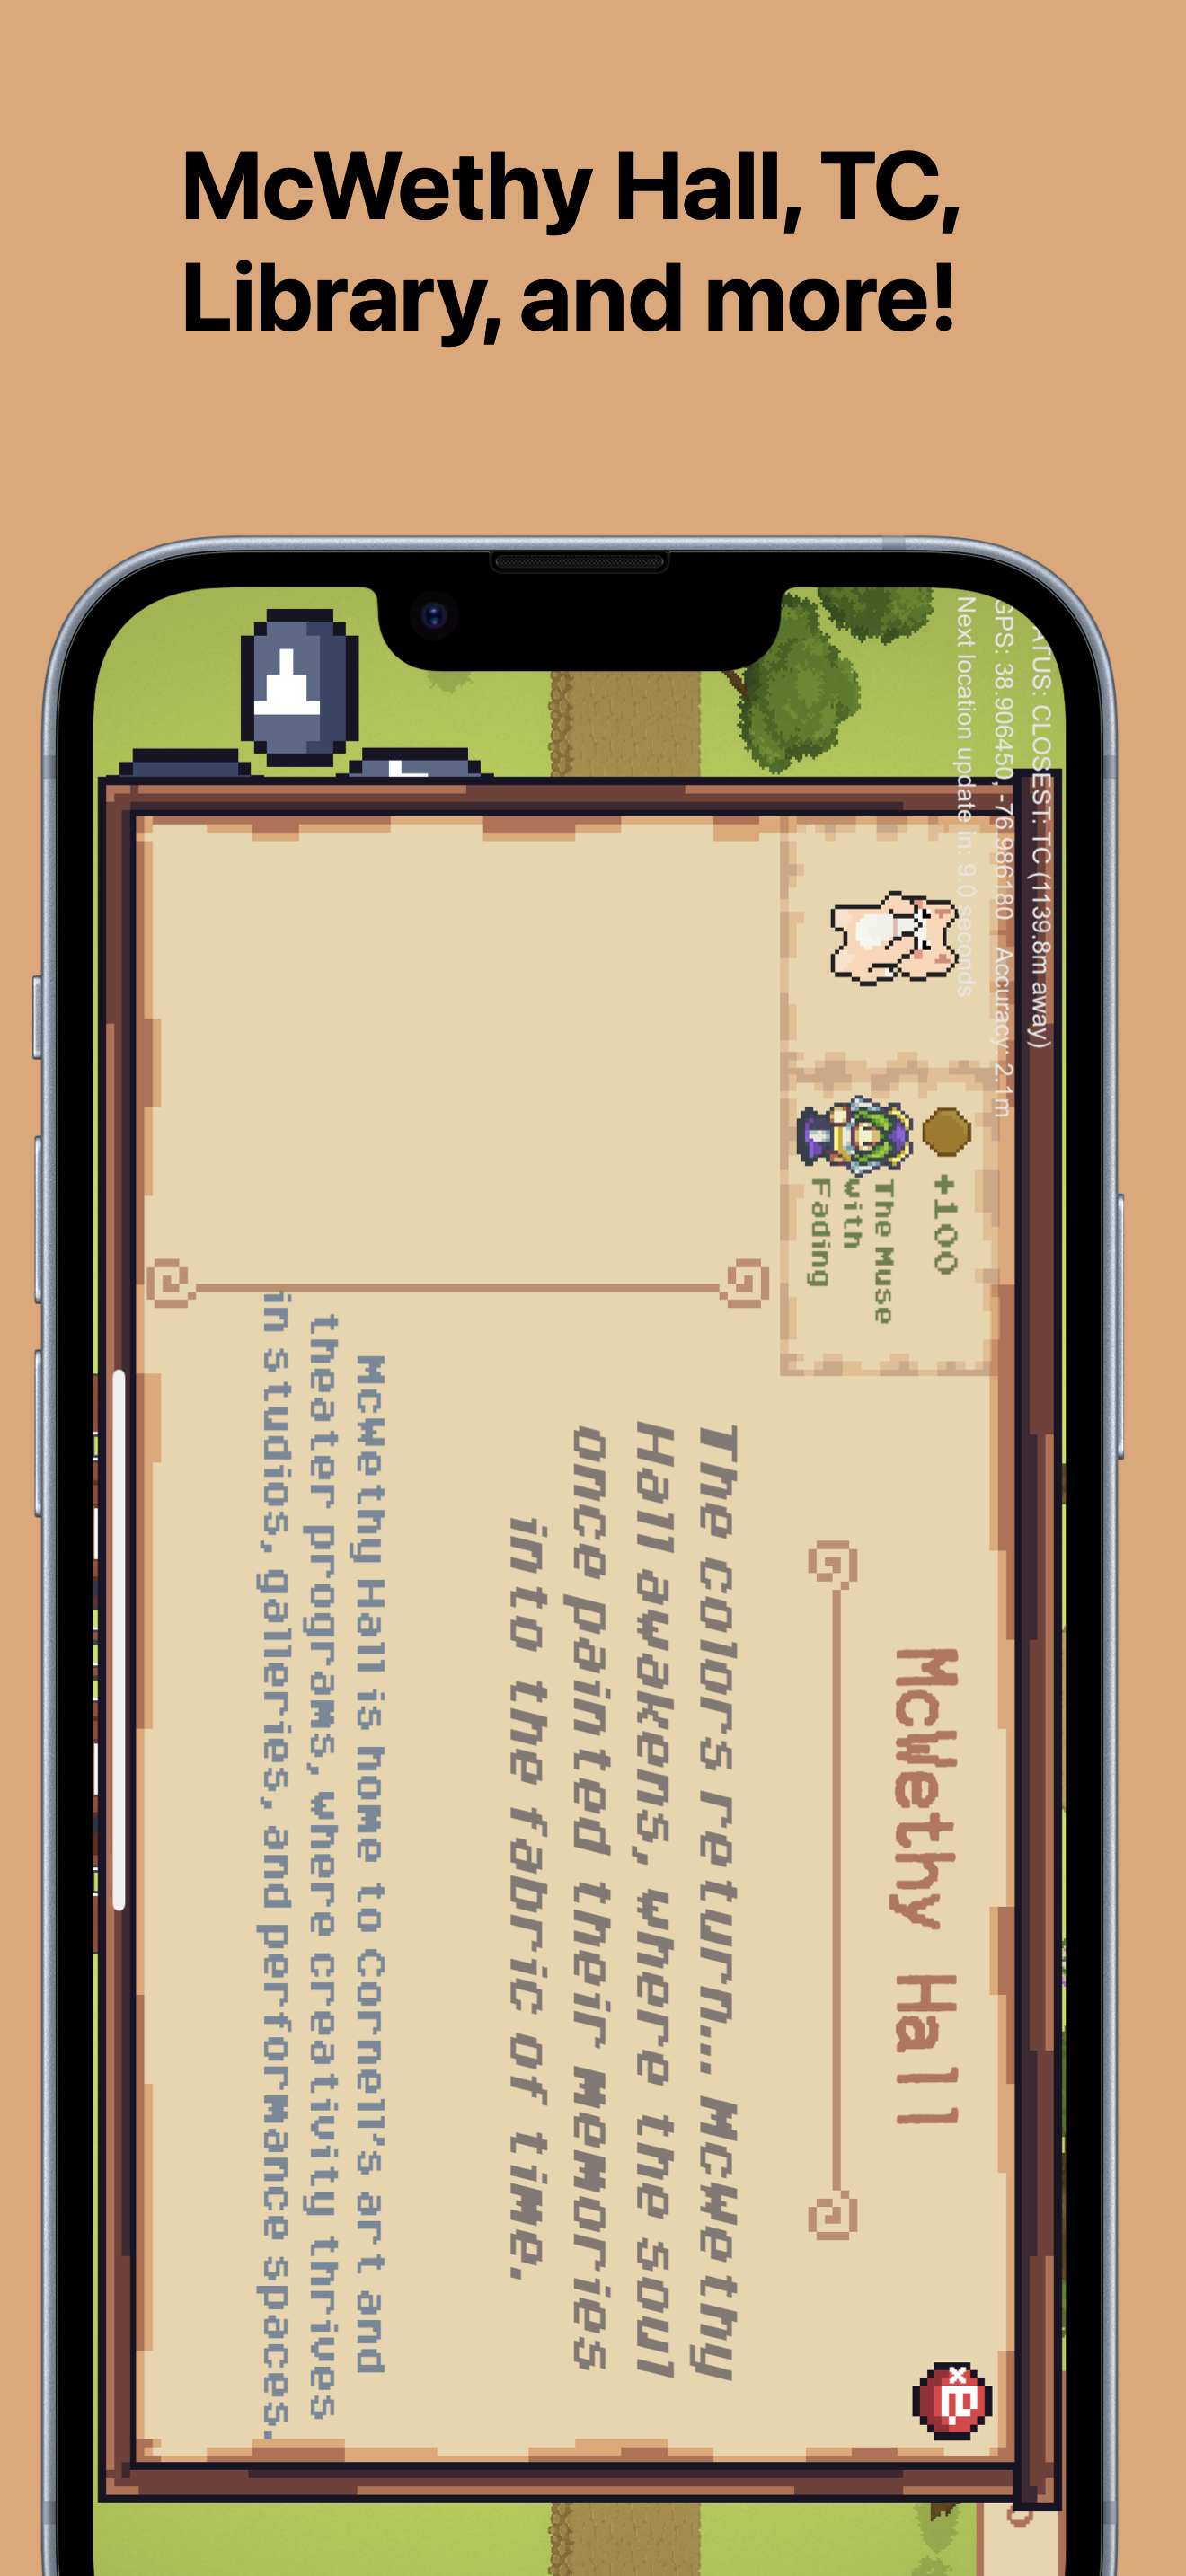 McWethy Hall, TC,
Library, and more!
ATUS: CLOSEST: TC (1139.8m away)
GPS: 38.906450, -76.986180 Accuracy: 2.1m
Next location update in: 9.0 seconds
+100
The Muse
with
Fading
McWethy Hall
The colors return... McWethy
Hall awakens, where the soul
once painted their memories
into the fabric of time.
McWethy Hall is home to Cornell's art and
theater programs, where creativity thrives
in studios, galleries, and performance spaces.